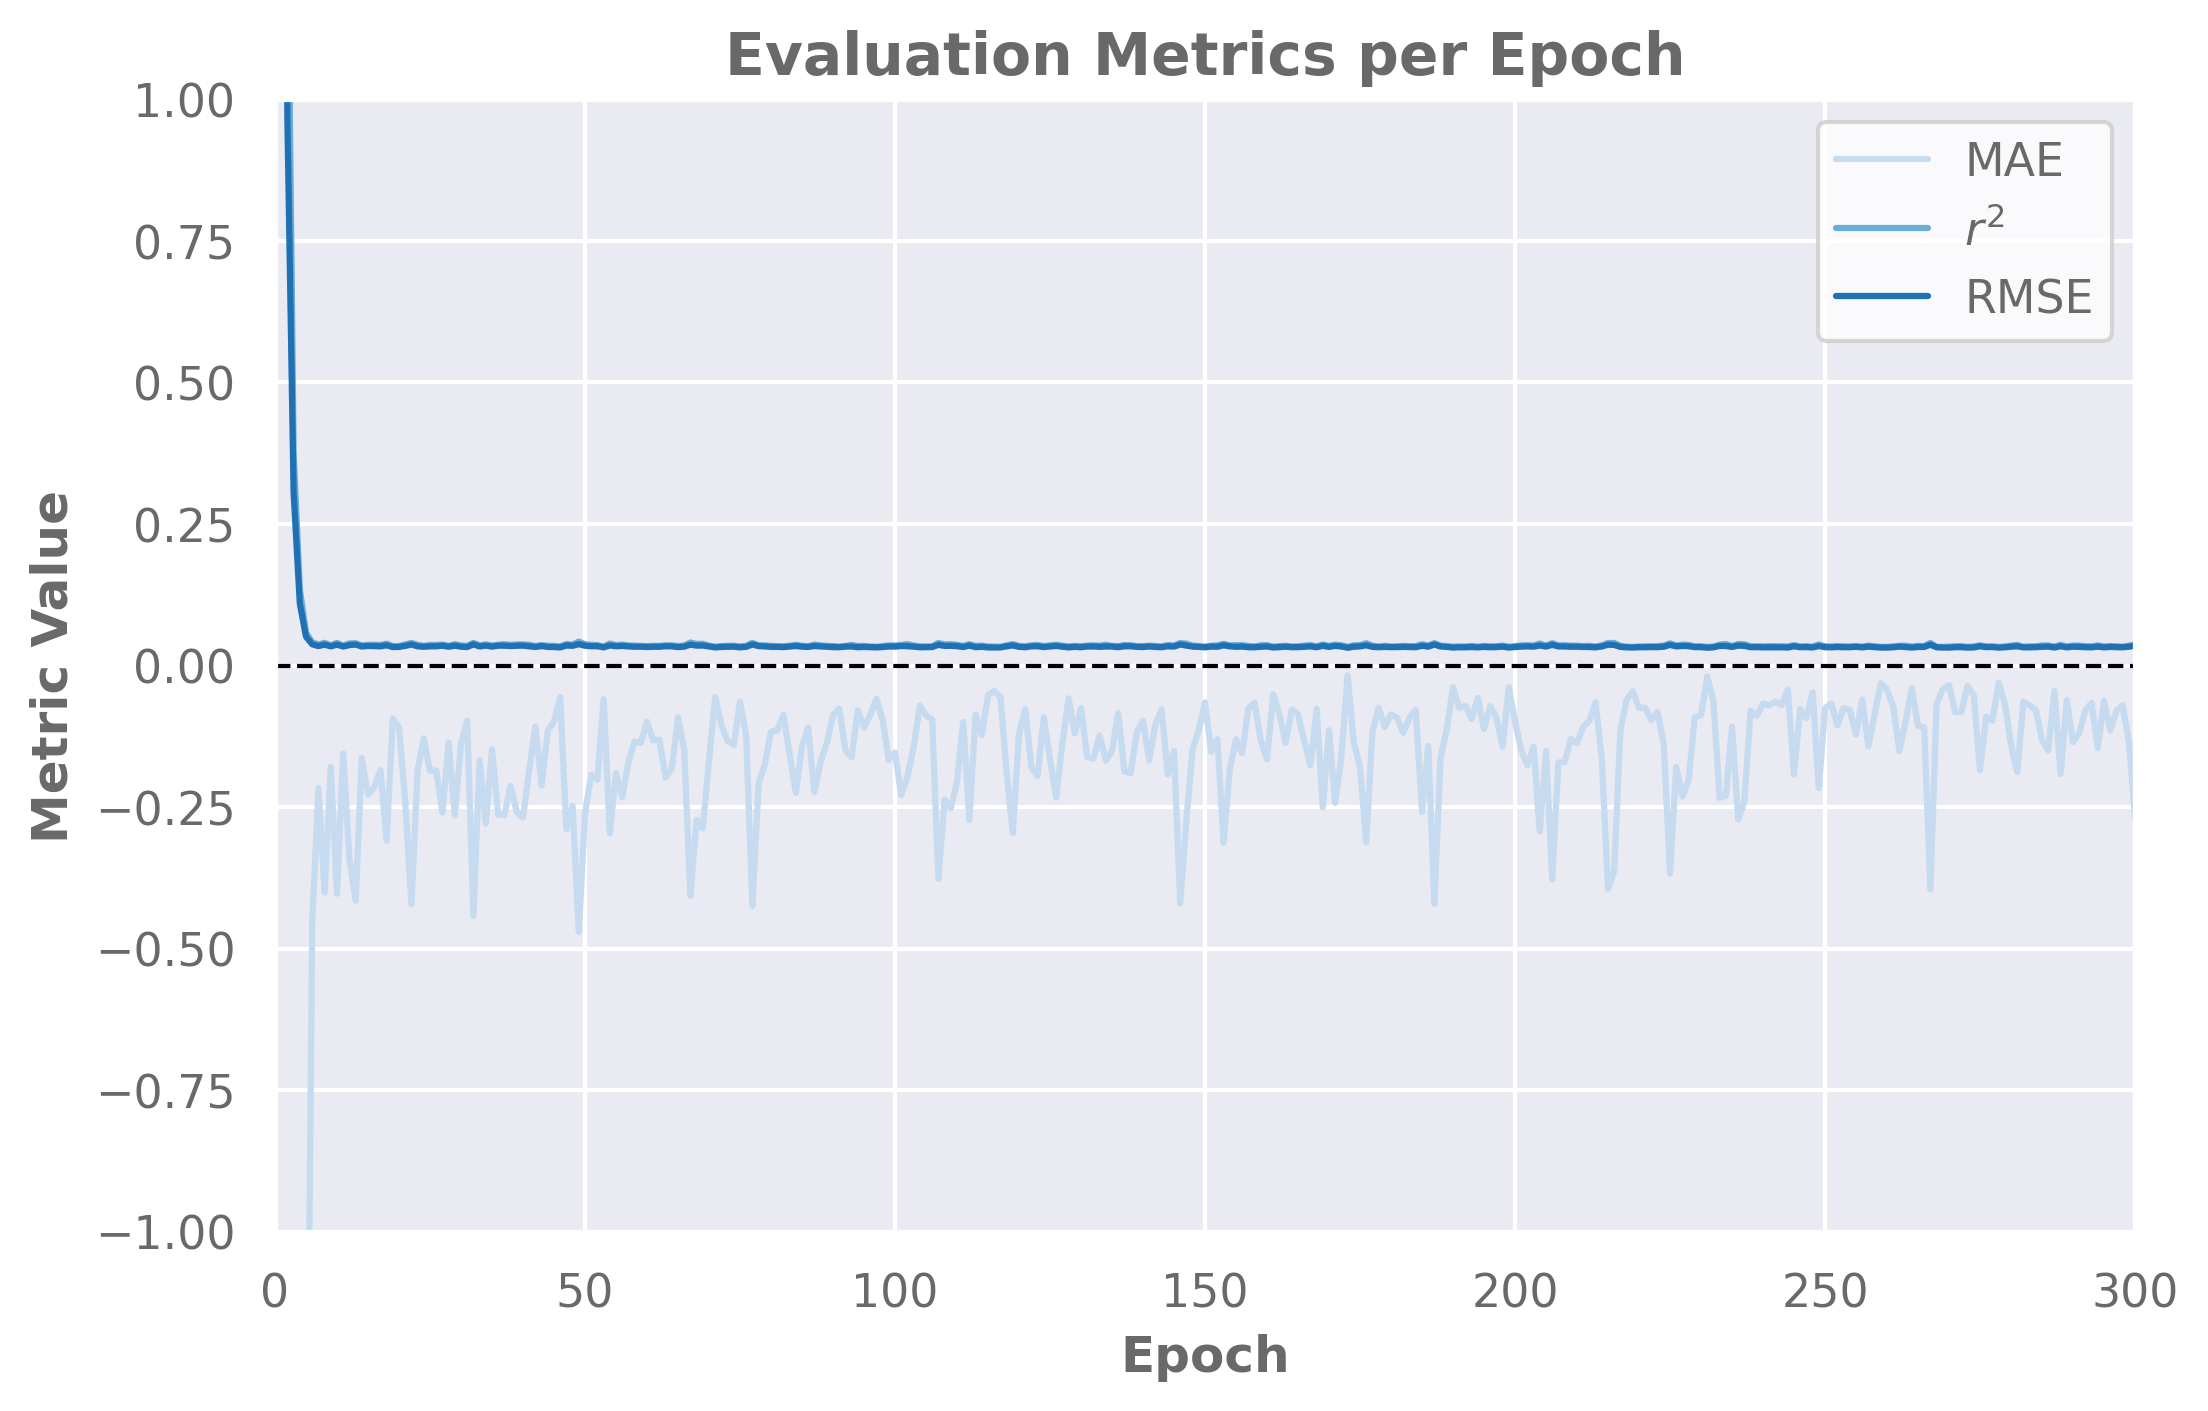 Evaluation Metrics per Epoch
1.00
0.75
0.50
0.25
0.00
−0.25
−0.50
−0.75
−1.00
Metric Value
MAE
r²
RMSE
0 50 100 150 200 250 300
Epoch